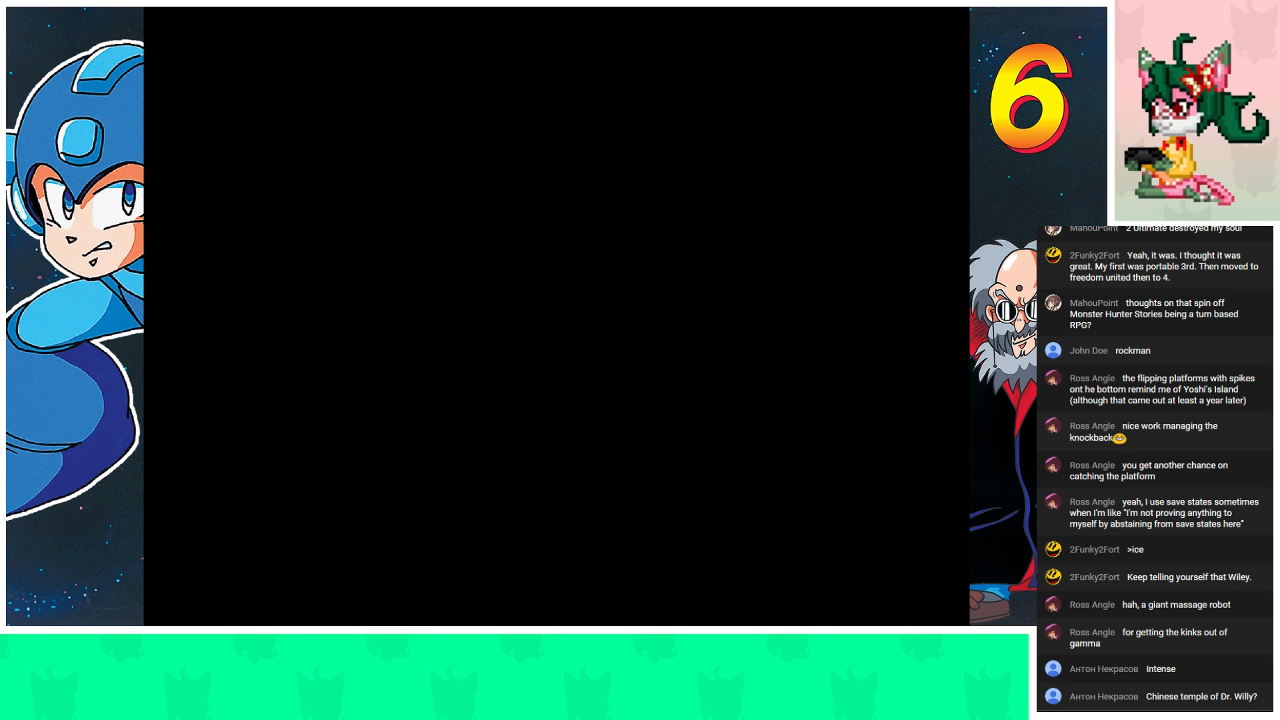 6
MahouPoint 2 Ultimate destroyed my soul
2Funky2Fort Yeah, it was. I thought it was
great. My first was portable 3rd. Then moved to
freedom united then to 4.
MahouPoint thoughts on that spin off
Monster Hunter Stories being a turn based
RPG?
John Doe rockman
Ross Angle the flipping platforms with spikes
ont he bottom remind me of Yoshi's Island
(although that came out at least a year later)
Ross Angle nice work managing the
knockback
Ross Angle you get another chance on
catching the platform
Ross Angle yeah, I use save states sometimes
when I'm like "I'm not proving anything to
myself by abstaining from save states here"
2Funky2Fort >ice
2Funky2Fort Keep telling yourself that Wiley.
Ross Angle hah, a giant massage robot
Ross Angle for getting the kinks out of
gamma
Антон Некрасов Intense
Антон Некрасов Chinese temple of Dr. Willy?